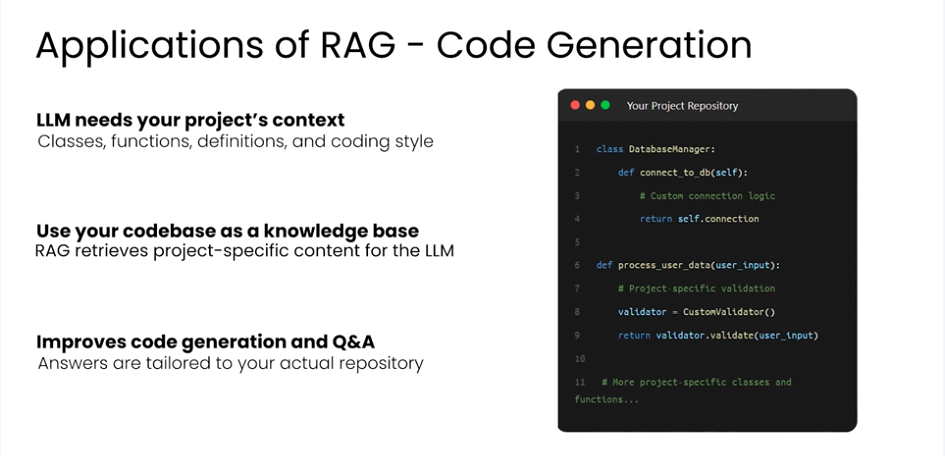 Applications of RAG - Code Generation
LLM needs your project's context
Classes, functions, definitions, and coding style
Use your codebase as a knowledge base
RAG retrieves project-specific content for the LLM
Improves code generation and Q&A
Answers are tailored to your actual repository
Your Project Repository
1 class DatabaseManager:
2 def connect_to_db(self):
3 # Custom connection logic
4 return self.connection
5
6 def process_user_data(user_input):
7 # Project-specific validation
8 validator = CustomValidator()
9 return validator.validate(user_input)
10
11 # More project-specific classes and
functions...